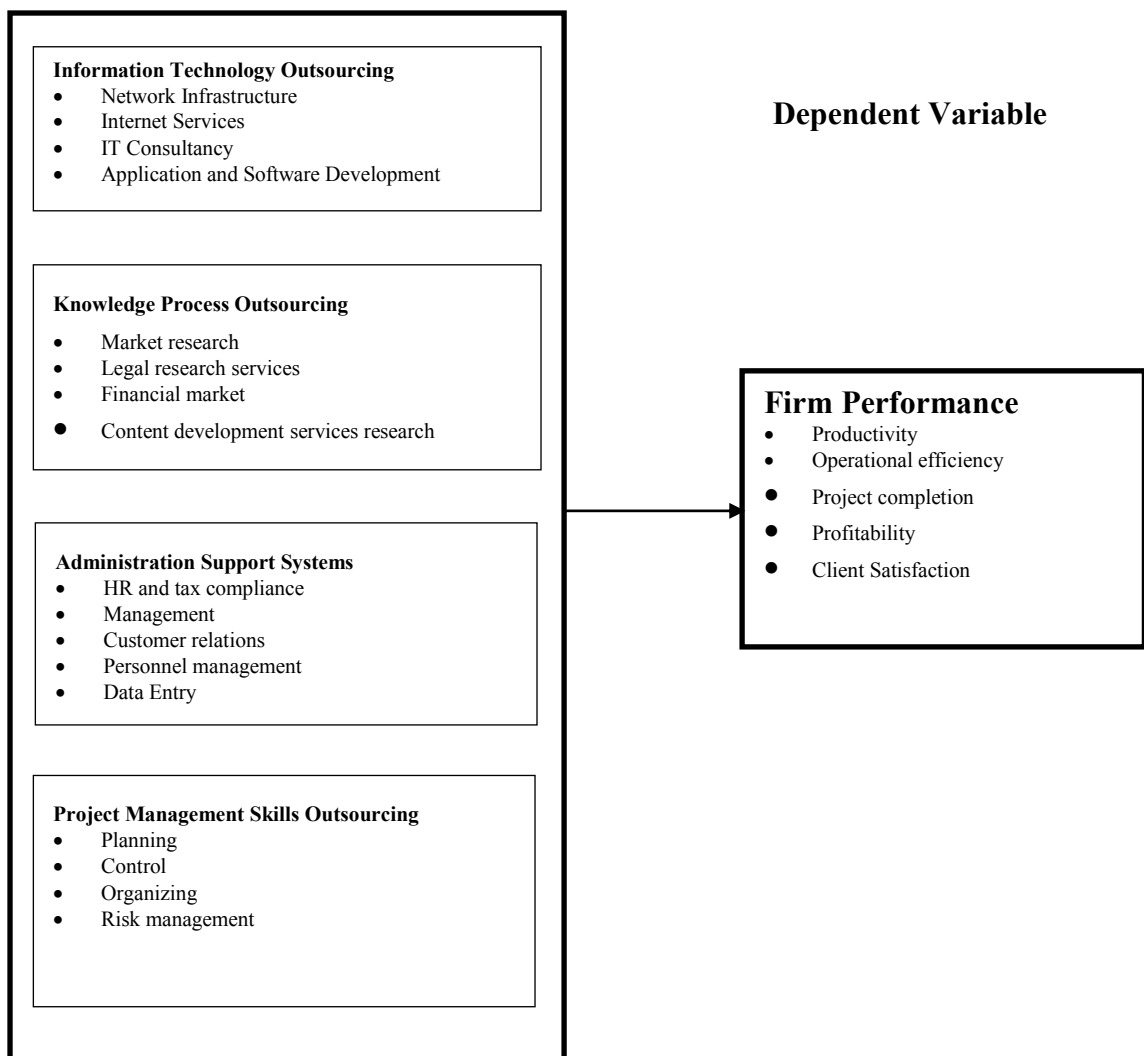 Information Technology Outsourcing
• Network Infrastructure
• Internet Services
• IT Consultancy
• Application and Software Development
Knowledge Process Outsourcing
• Market research
• Legal research services
• Financial market
• Content development services research
Administration Support Systems
• HR and tax compliance
• Management
• Customer relations
• Personnel management
• Data Entry
Project Management Skills Outsourcing
• Planning
• Control
• Organizing
• Risk management
Dependent Variable
Firm Performance
• Productivity
• Operational efficiency
• Project completion
• Profitability
• Client Satisfaction